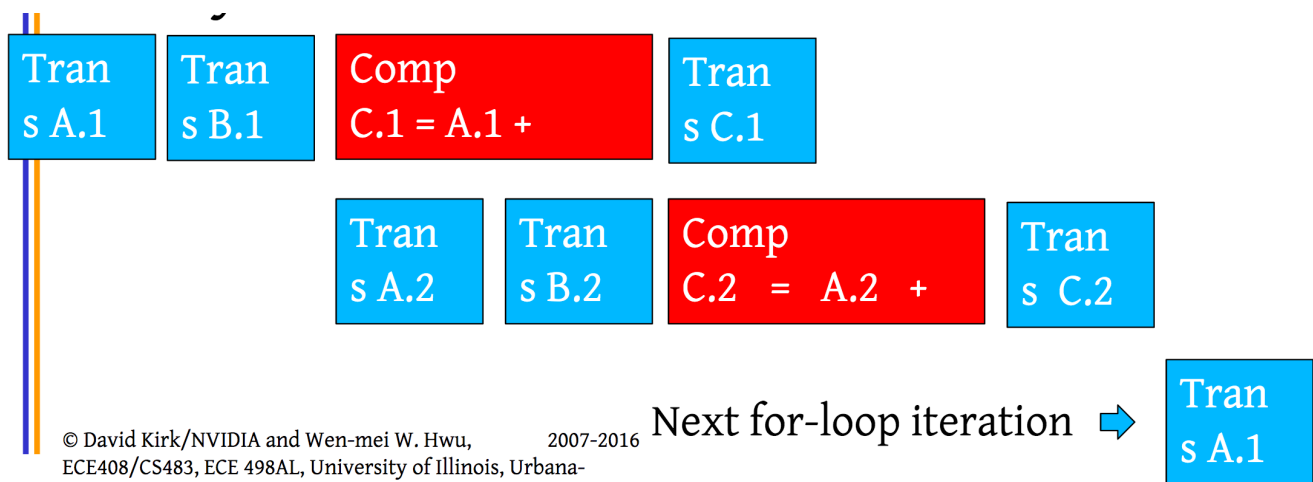 Tran
s A.1
Tran
s B.1
Comp
C.1 = A.1 +
Tran
s C.1
Tran
s A.2
Tran
s B.2
Comp
C.2 = A.2 +
Tran
s C.2
Next for-loop iteration
Tran
s A.1
© David Kirk/NVIDIA and Wen-mei W. Hwu, 2007-2016
ECE408/CS483, ECE 498AL, University of Illinois, Urbana-